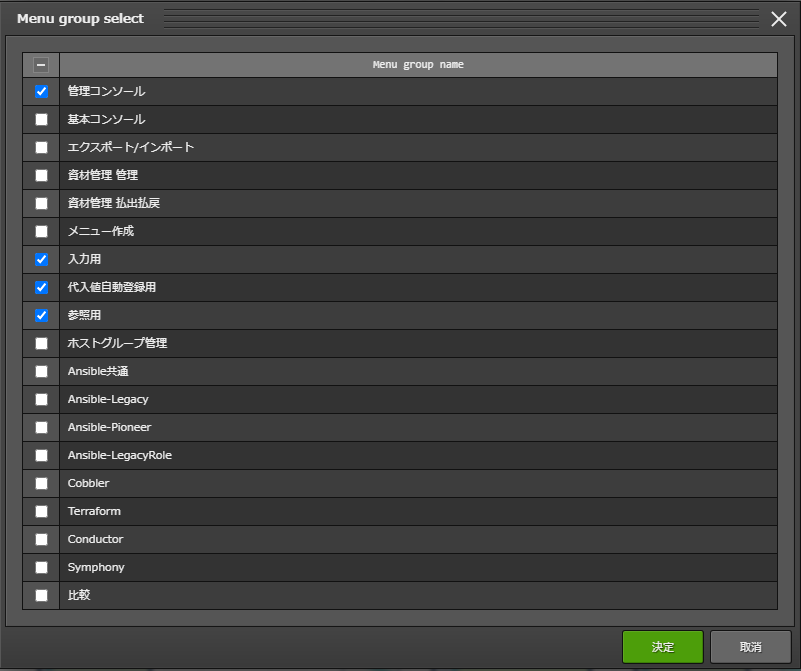 Menu group select
Menu group name
管理コンソール
基本コンソール
エクスポート/インポート
資材管理 管理
資材管理 払出払戻
メニュー作成
入力用
代入値自動登録用
参照用
ホストグループ管理
Ansible共通
Ansible-Legacy
Ansible-Pioneer
Ansible-LegacyRole
Cobbler
Terraform
Conductor
Symphony
比較
決定
取消